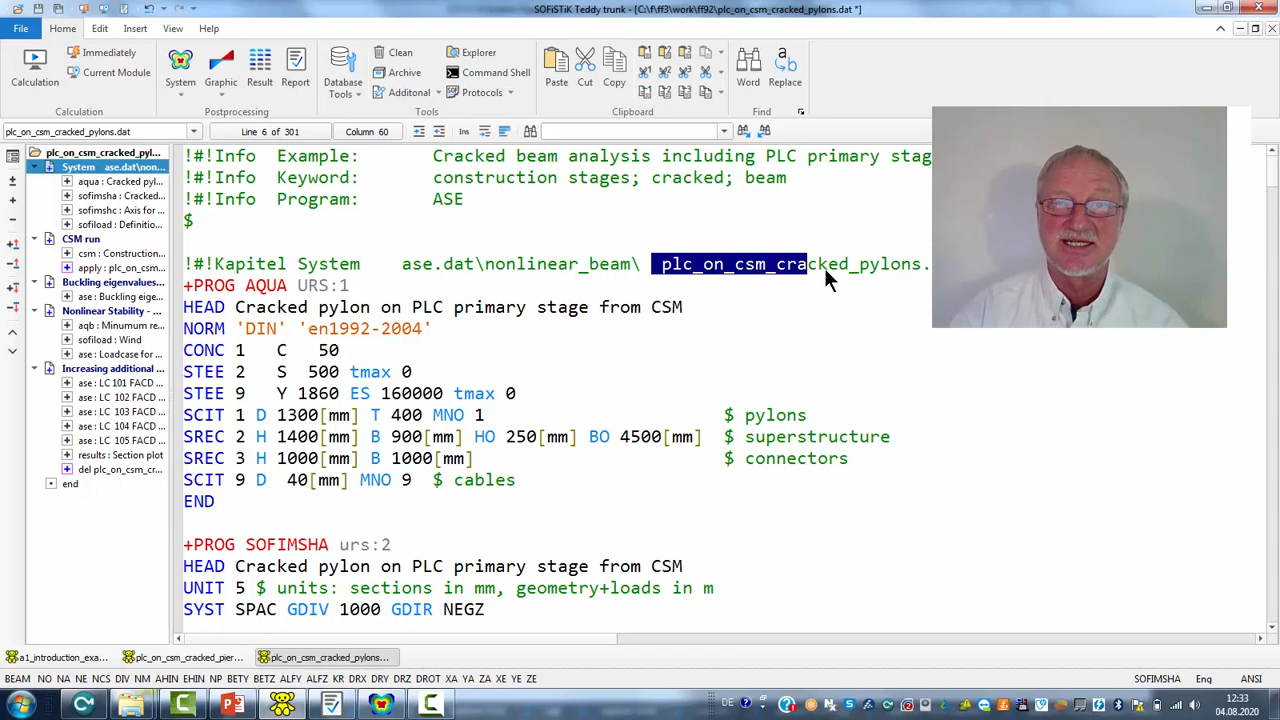 SOFiSTiK Teddy trunk - [C:\f\ff3\work\ff92\plc_on_csm_cracked_pylons.dat *]
File Home Edit Insert View Help
Calculation Immediately Current Module System Graphic Result Report Database Tools Clean Archive Additonal Explorer Command Shell Protocols Paste Cut Copy Word Replace
Calculation Postprocessing Tools Clipboard Find
plc_on_csm_cracked_pylons.dat Line 6 of 301 Column 60 Ins
plc_on_csm_cracked_pyl...
System ase.dat\non...
aqua : Cracked pyl...
sofimsha : Cracked...
sofimshc : Axis for ...
sofiload : Definitio...
CSM run
csm : Construction...
apply : plc_on_csm...
Buckling eigenvalues...
ase : Buckling eige...
Nonlinear Stability - ...
aqb : Minumum re...
sofiload : Wind
ase : Loadcase for ...
Increasing additional ...
ase : LC 101 FACD ...
ase : LC 102 FACD ...
ase : LC 103 FACD ...
ase : LC 104 FACD ...
ase : LC 105 FACD ...
results : Section plot
del plc_on_csm_cr...
end
!#!Info Example: Cracked beam analysis including PLC primary stag
!#!Info Keyword: construction stages; cracked; beam
!#!Info Program: ASE
$
!#!Kapitel System ase.dat\nonlinear_beam\ plc_on_csm_cracked_pylons.
+PROG AQUA URS:1
HEAD Cracked pylon on PLC primary stage from CSM
NORM 'DIN' 'en1992-2004'
CONC 1 C 50
STEE 2 S 500 tmax 0
STEE 9 Y 1860 ES 160000 tmax 0
SCIT 1 D 1300[mm] T 400 MNO 1 $ pylons
SREC 2 H 1400[mm] B 900[mm] HO 250[mm] BO 4500[mm] $ superstructure
SREC 3 H 1000[mm] B 1000[mm] $ connectors
SCIT 9 D 40[mm] MNO 9 $ cables
END
+PROG SOFIMSHA urs:2
HEAD Cracked pylon on PLC primary stage from CSM
UNIT 5 $ units: sections in mm, geometry+loads in m
SYST SPAC GDIV 1000 GDIR NEGZ
a1_introduction_exa... plc_on_csm_cracked_pier... plc_on_csm_cracked_pylons...
BEAM NO NA NE NCS DIV NM AHIN EHIN NP BETY BETZ ALFY ALFZ KR DRX DRY DRZ DROT XA YA ZA XE YE ZE SOFIMSHA Enq ANSI
DE 12:33
04.08.2020